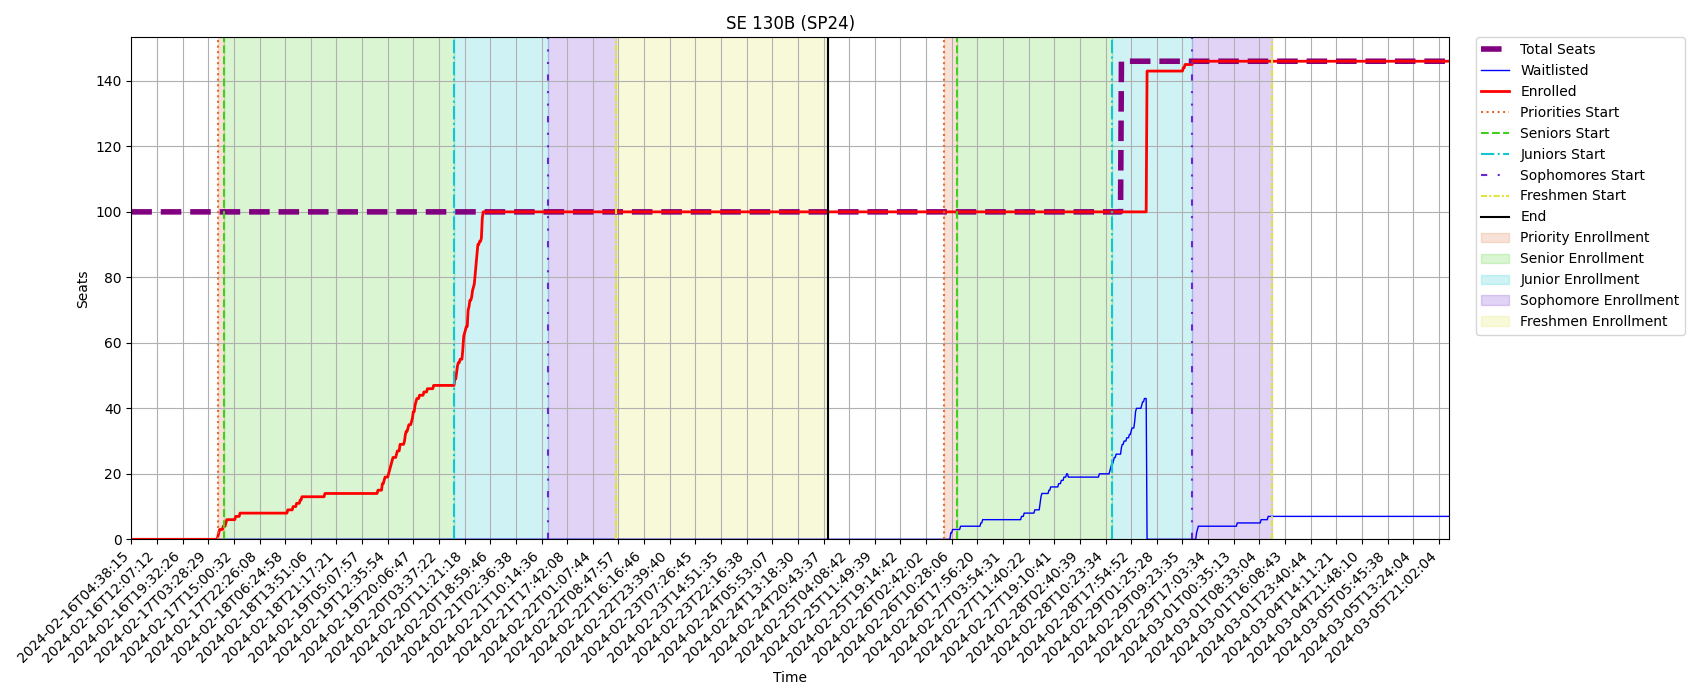 SE 130B (SP24)
Seats
140
120
100
80
60
40
20
0
2024-02-16T04:38:15
2024-02-16T12:07:12
2024-02-16T19:32:26
2024-02-17T03:28:29
2024-02-17T15:00:32
2024-02-17T22:26:08
2024-02-18T06:24:58
2024-02-18T13:51:06
2024-02-18T21:17:21
2024-02-19T05:07:57
2024-02-19T12:35:54
2024-02-19T20:06:47
2024-02-20T03:37:22
2024-02-20T11:21:18
2024-02-20T18:59:46
2024-02-21T02:36:38
2024-02-21T10:14:36
2024-02-21T17:42:08
2024-02-22T01:07:44
2024-02-22T08:47:57
2024-02-22T16:16:46
2024-02-22T23:39:40
2024-02-23T07:26:45
2024-02-23T14:51:35
2024-02-23T22:16:38
2024-02-24T05:53:07
2024-02-24T13:18:30
2024-02-24T20:43:37
2024-02-25T04:08:42
2024-02-25T11:49:39
2024-02-25T19:14:42
2024-02-26T02:42:02
2024-02-26T10:28:06
2024-02-26T17:56:20
2024-02-27T03:54:31
2024-02-27T11:40:22
2024-02-27T19:10:41
2024-02-28T02:40:39
2024-02-28T10:23:34
2024-02-28T17:54:52
2024-02-29T01:25:28
2024-02-29T09:23:35
2024-02-29T17:03:34
2024-03-01T00:35:13
2024-03-01T08:33:04
2024-03-01T16:08:43
2024-03-01T23:40:44
2024-03-04T14:11:21
2024-03-04T21:48:10
2024-03-05T05:45:38
2024-03-05T13:24:04
2024-03-05T21:02:04
Time
Total Seats
Waitlisted
Enrolled
Priorities Start
Seniors Start
Juniors Start
Sophomores Start
Freshmen Start
End
Priority Enrollment
Senior Enrollment
Junior Enrollment
Sophomore Enrollment
Freshmen Enrollment